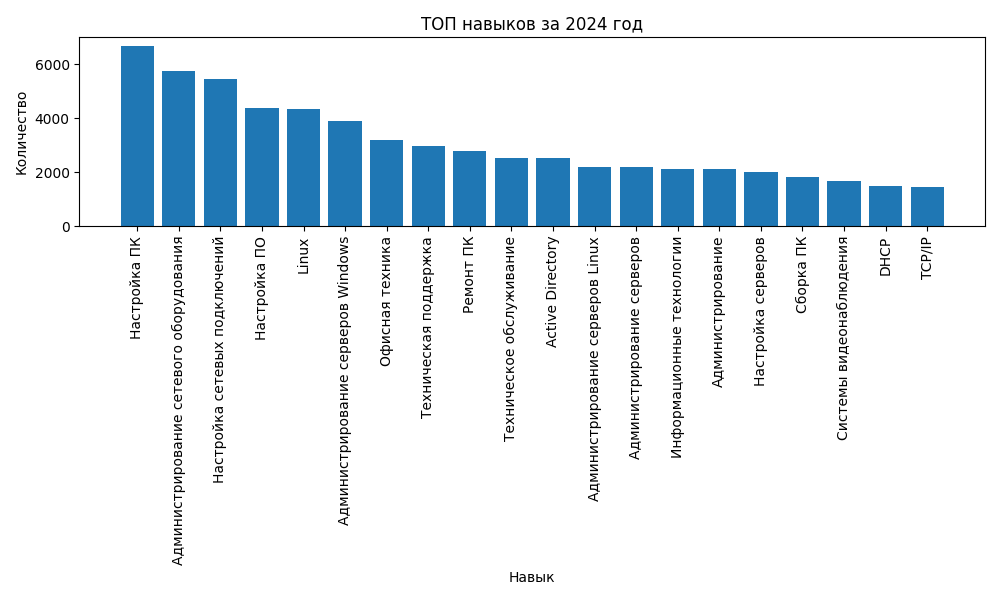 ТОП навыков за 2024 год
Количество
6000
4000
2000
0
Настройка ПК
Администрирование сетевого оборудования
Настройка сетевых подключений
Настройка ПО
Linux
Администрирование серверов Windows
Офисная техника
Техническая поддержка
Ремонт ПК
Техническое обслуживание
Active Directory
Администрирование серверов Linux
Администрирование серверов
Информационные технологии
Администрирование
Настройка серверов
Сборка ПК
Системы видеонаблюдения
DHCP
TCP/IP
Навык